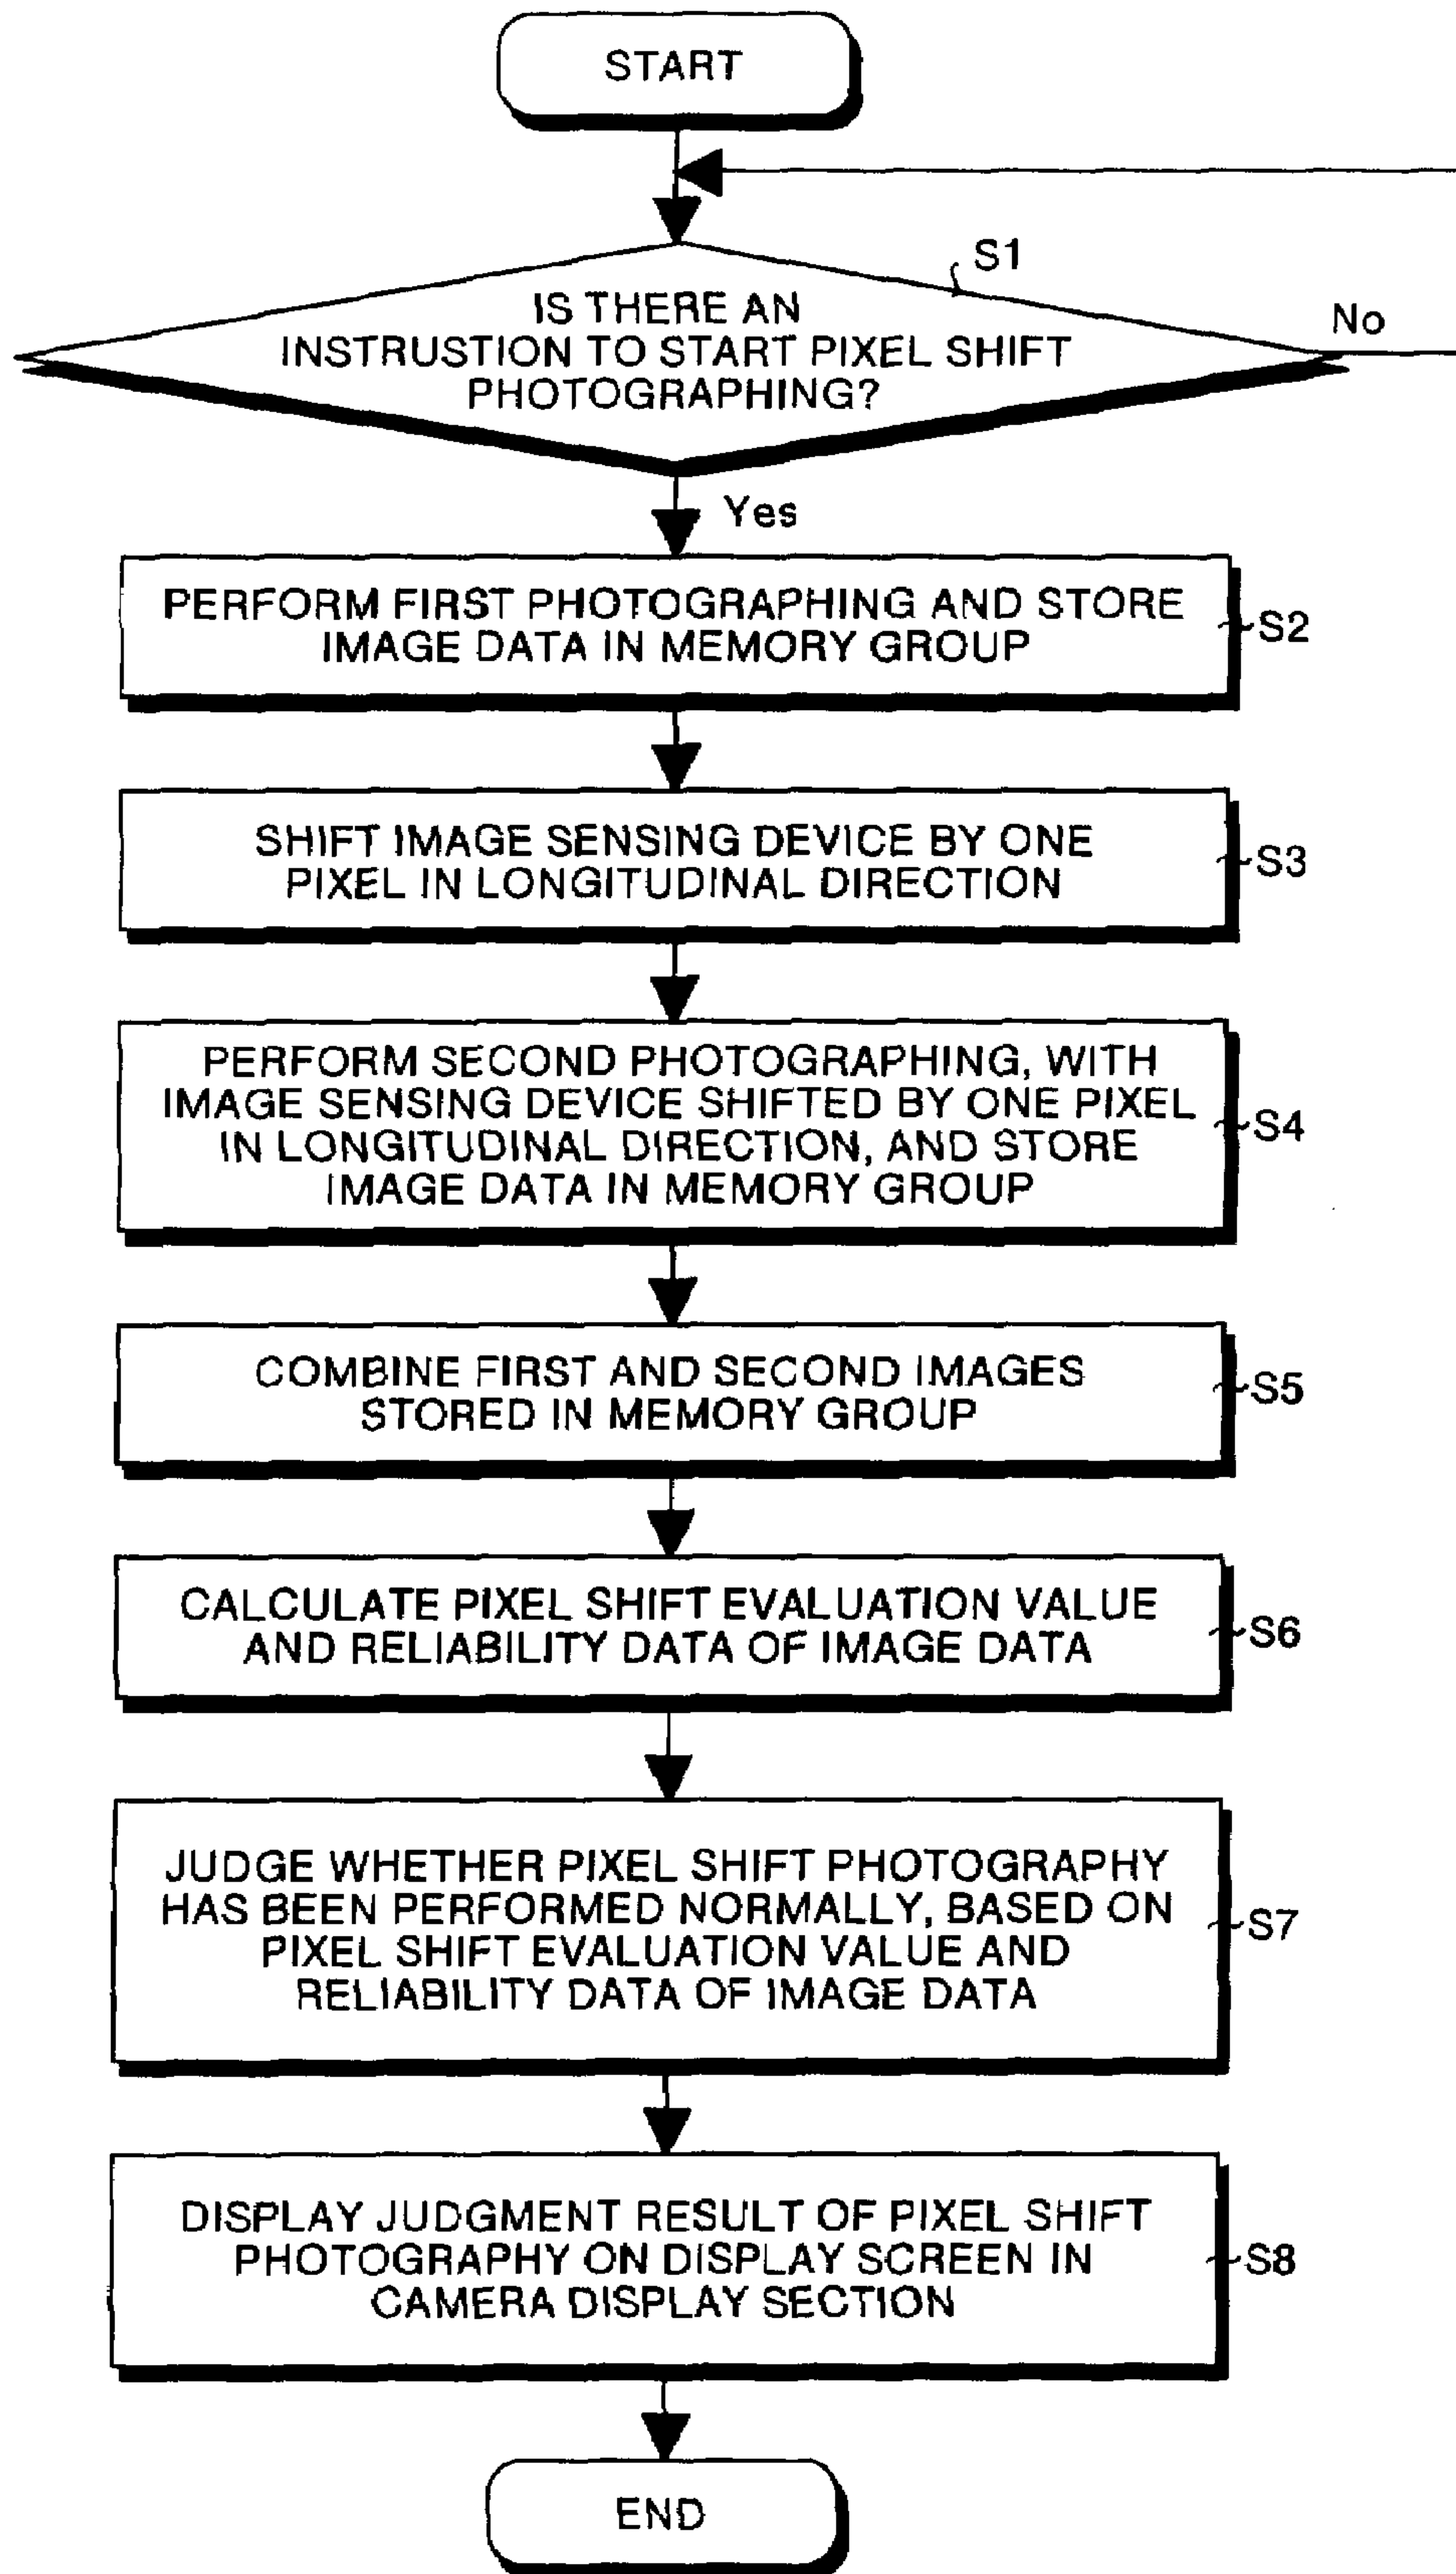 START
S1
IS THERE AN
INSTRUSTION TO START PIXEL SHIFT
PHOTOGRAPHING?
No
Yes
PERFORM FIRST PHOTOGRAPHING AND STORE
IMAGE DATA IN MEMORY GROUP
S2
SHIFT IMAGE SENSING DEVICE BY ONE
PIXEL IN LONGITUDINAL DIRECTION
S3
PERFORM SECOND PHOTOGRAPHING, WITH
IMAGE SENSING DEVICE SHIFTED BY ONE PIXEL
IN LONGITUDINAL DIRECTION, AND STORE
IMAGE DATA IN MEMORY GROUP
S4
COMBINE FIRST AND SECOND IMAGES
STORED IN MEMORY GROUP
S5
CALCULATE PIXEL SHIFT EVALUATION VALUE
AND RELIABILITY DATA OF IMAGE DATA
S6
JUDGE WHETHER PIXEL SHIFT PHOTOGRAPHY
HAS BEEN PERFORMED NORMALLY, BASED ON
PIXEL SHIFT EVALUATION VALUE AND
RELIABILITY DATA OF IMAGE DATA
S7
DISPLAY JUDGMENT RESULT OF PIXEL SHIFT
PHOTOGRAPHY ON DISPLAY SCREEN IN
CAMERA DISPLAY SECTION
S8
END